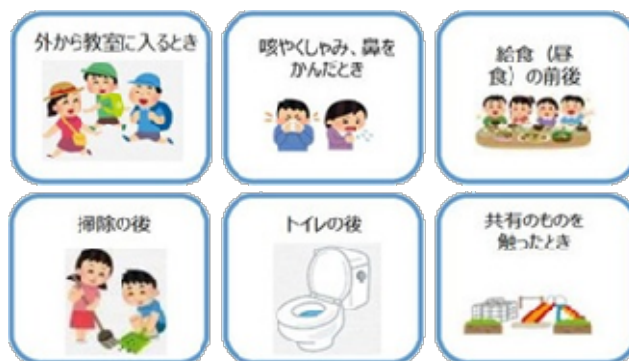 外から教室に入るとき
咳やくしゃみ、鼻を
かんだとき
給食（昼
食）の前後
掃除の後
トイレの後
共有のものを
触ったとき